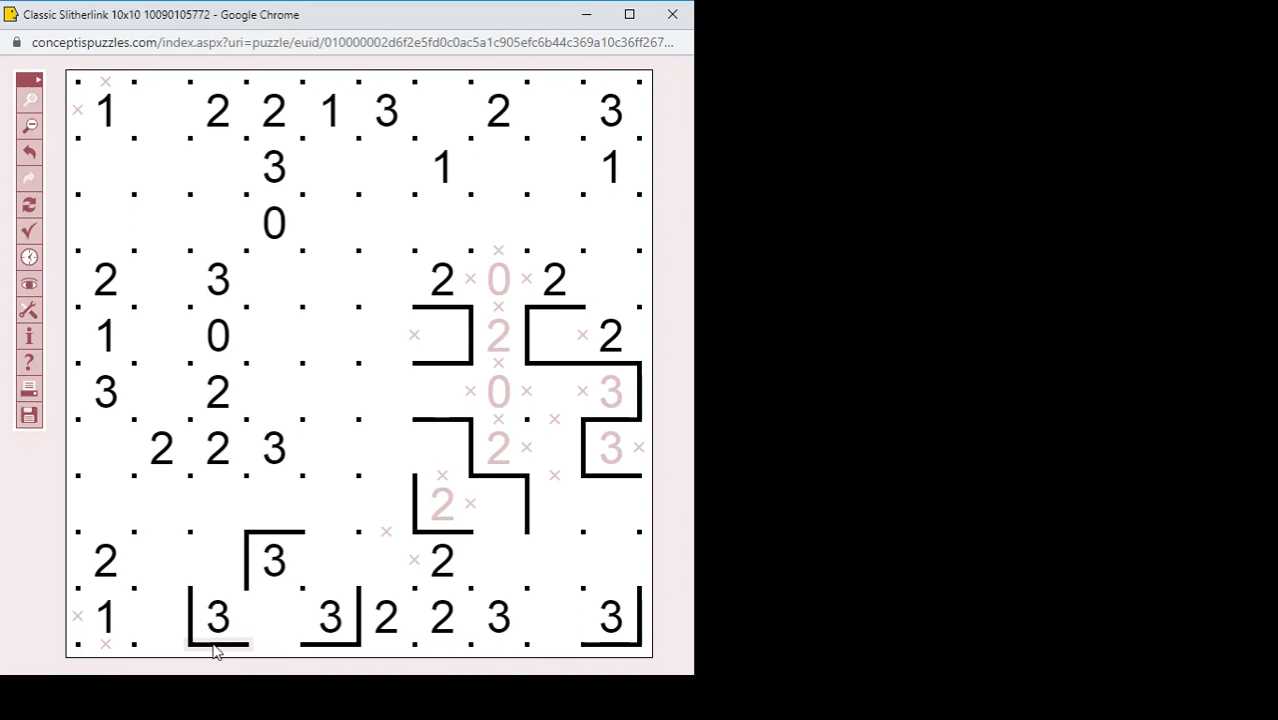 Classic Slitherlink 10x10 10090105772 - Google Chrome
conceptispuzzles.com/index.aspx?uri=puzzle/euid/010000002d6f2e5fd0c0ac5a1c905efc6b44c369a10c36ff267...
1 2 2 1 3 2 3
3 1 1
0
2 3 2 0 2
1 0 2 2
3 2 0 3
2 2 3 2 3
2
2 3 2
1 3 3 2 2 3 3